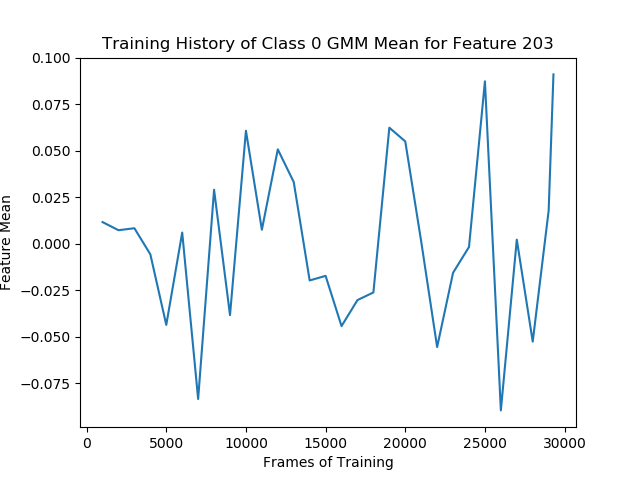 Training History of Class 0 GMM Mean for Feature 203
Feature Mean
0.100
0.075
0.050
0.025
0.000
−0.025
−0.050
−0.075
0 5000 10000 15000 20000 25000 30000
Frames of Training